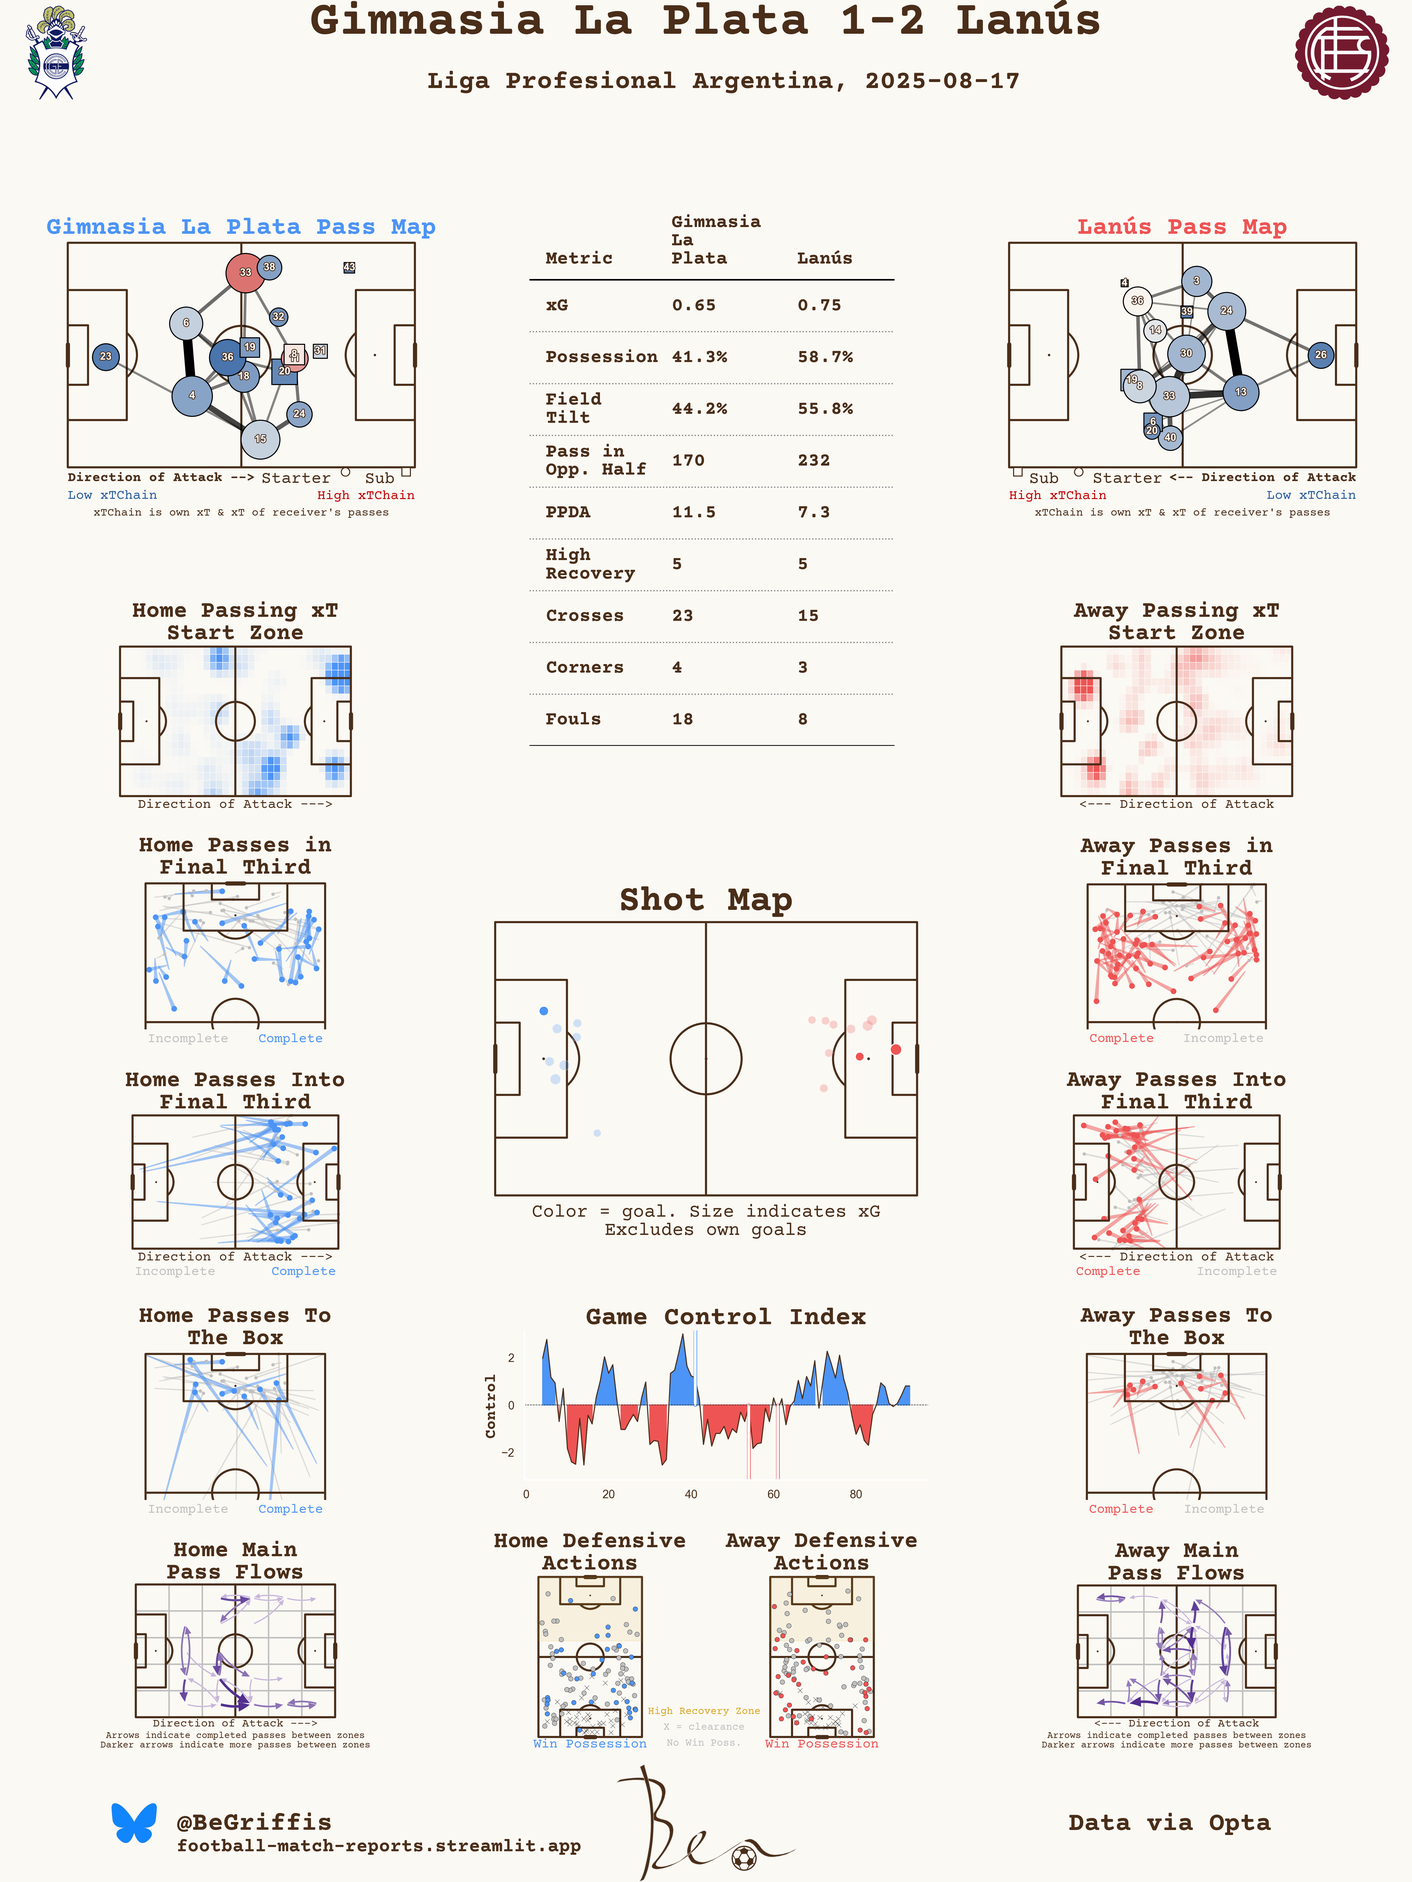 Gimnasia La Plata 1-2 Lanús
Liga Profesional Argentina, 2025-08-17
Gimnasia La Plata Pass Map
33
38
43
6
32
23
36
19
8
11
31
18
20
4
24
15
Direction of Attack --> Starter Sub
Low xTChain High xTChain
xTChain is own xT & xT of receiver's passes
Gimnasia
La
Metric Plata Lanús
xG 0.65 0.75
Possession 41.3% 58.7%
Field
Tilt 44.2% 55.8%
Pass in
Opp. Half 170 232
PPDA 11.5 7.3
High
Recovery 5 5
Crosses 23 15
Corners 4 3
Fouls 18 8
Lanús Pass Map
4
3
36
39
24
14
30
26
19
8
33
13
6
20
40
Sub Starter <-- Direction of Attack
High xTChain Low xTChain
xTChain is own xT & xT of receiver's passes
Home Passing xT
Start Zone
Direction of Attack --->
Away Passing xT
Start Zone
<--- Direction of Attack
Home Passes in
Final Third
Incomplete Complete
Away Passes in
Final Third
Complete Incomplete
Shot Map
Color = goal. Size indicates xG
Excludes own goals
Home Passes Into
Final Third
Direction of Attack --->
Incomplete Complete
Away Passes Into
Final Third
<--- Direction of Attack
Complete Incomplete
Home Passes To
The Box
Incomplete Complete
Game Control Index
Control
2
0
−2
0 20 40 60 80
Away Passes To
The Box
Complete Incomplete
Home Main
Pass Flows
Direction of Attack --->
Arrows indicate completed passes between zones
Darker arrows indicate more passes between zones
Home Defensive
Actions
Win Possession
High Recovery Zone
X = clearance
No Win Poss.
Away Defensive
Actions
Win Possession
Away Main
Pass Flows
<--- Direction of Attack
Arrows indicate completed passes between zones
Darker arrows indicate more passes between zones
@BeGriffis
football-match-reports.streamlit.app
Ben
Data via Opta